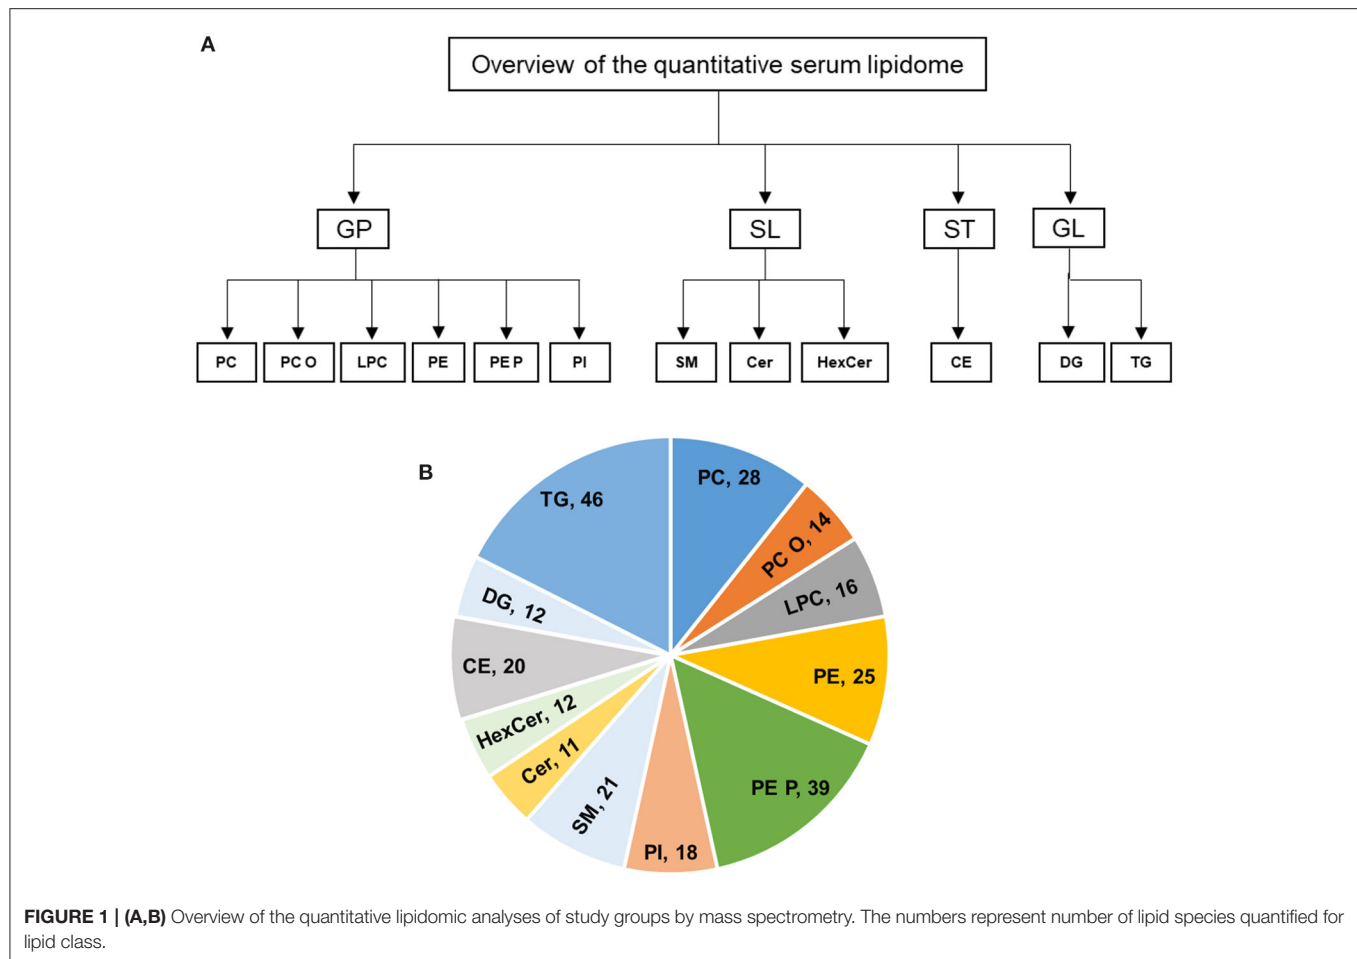 A
Overview of the quantitative serum lipidome
GP
SL
ST
GL
PC
PC O
LPC
PE
PE P
PI
SM
Cer
HexCer
CE
DG
TG
B
PC, 28
PC O, 14
LPC, 16
PE, 25
PE P, 39
PI, 18
SM, 21
Cer, 11
HexCer, 12
CE, 20
DG, 12
TG, 46
FIGURE 1 | (A,B) Overview of the quantitative lipidomic analyses of study groups by mass spectrometry. The numbers represent number of lipid species quantified for
lipid class.